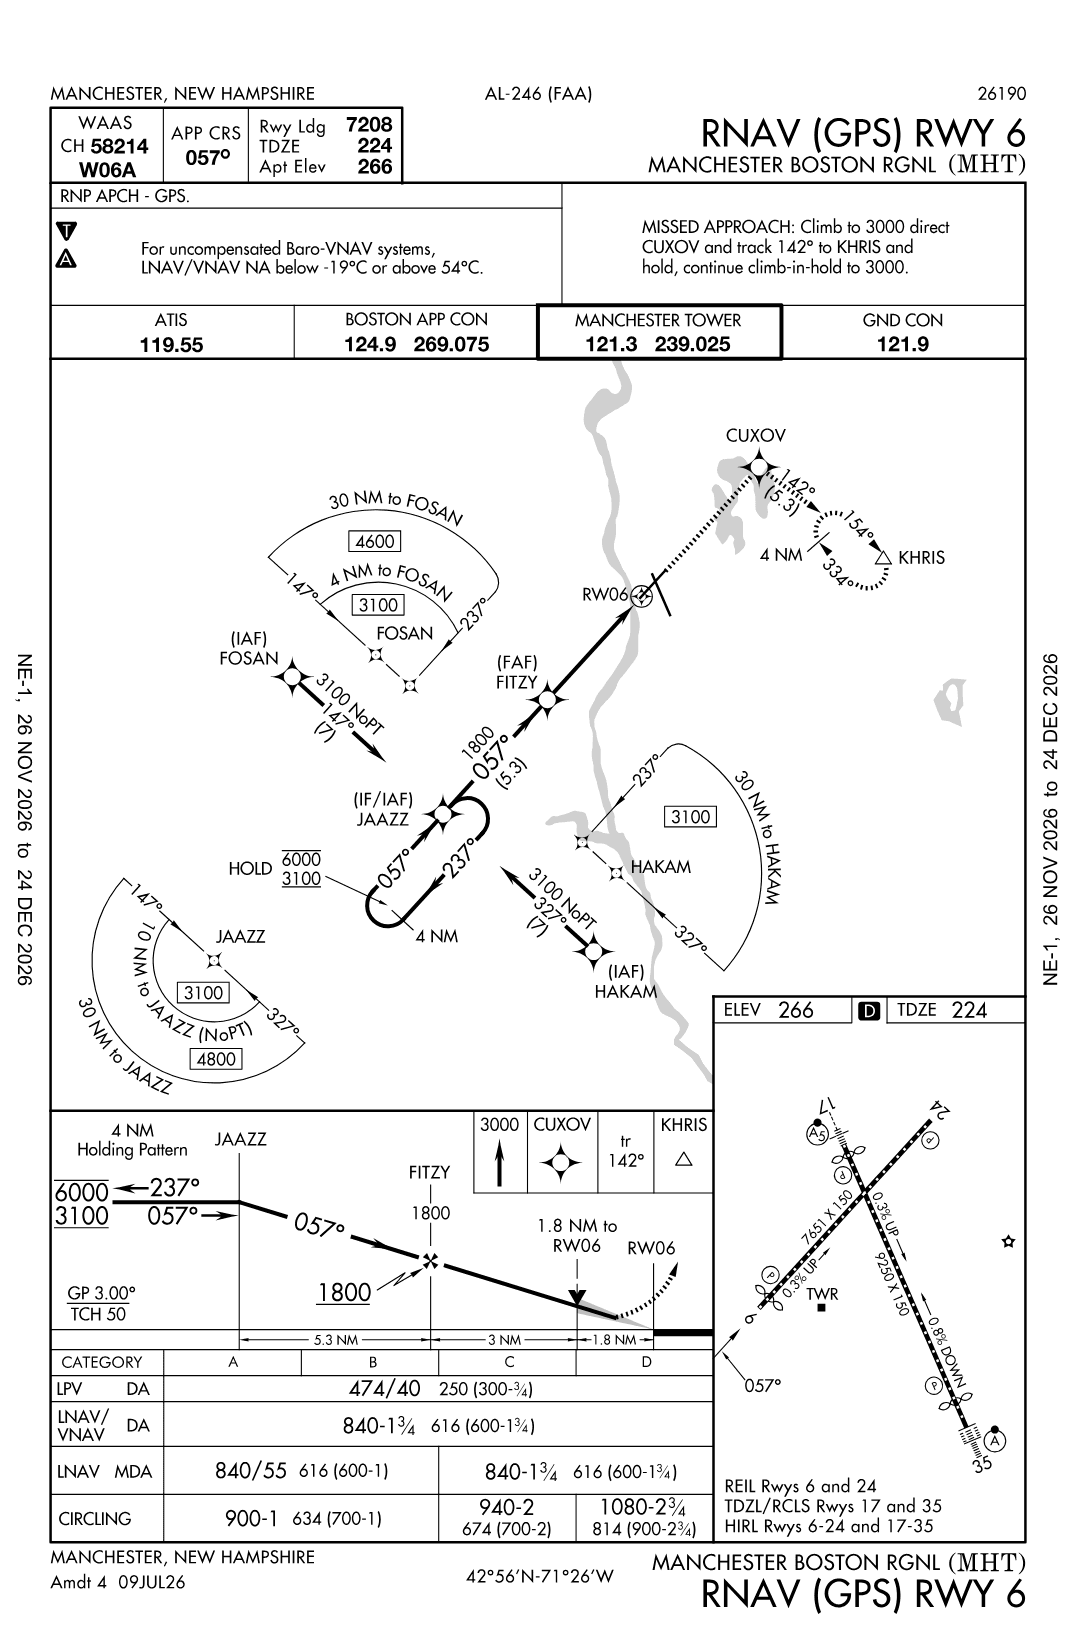 MANCHESTER, NEW HAMPSHIRE
AL-246 (FAA)
26190
WAAS
CH 58214
W06A
APP CRS
057°
Rwy Ldg 7208
TDZE 224
Apt Elev 266
RNAV (GPS) RWY 6
MANCHESTER BOSTON RGNL (MHT)
RNP APCH - GPS.
T
A
For uncompensated Baro-VNAV systems,
LNAV/VNAV NA below -19°C or above 54°C.
MISSED APPROACH: Climb to 3000 direct
CUXOV and track 142° to KHRIS and
hold, continue climb-in-hold to 3000.
ATIS
119.55
BOSTON APP CON
124.9 269.075
MANCHESTER TOWER
121.3 239.025
GND CON
121.9
CUXOV
142°
(5.3)
154°
4 NM
334°
KHRIS
RW06
30 NM to FOSAN
4600
4 NM to FOSAN
3100
147°
237°
FOSAN
(IAF)
FOSAN
3100 NoPT
147°
(7)
(FAF)
FITZY
1800
057°
(5.3)
(IF/IAF)
JAAZZ
HOLD
6000
3100
057°
237°
4 NM
237°
30 NM to HAKAM
3100
HAKAM
327°
3100 NoPT
327°
(7)
(IAF)
HAKAM
147°
JAAZZ
10 NM to JAAZZ (NoPT)
3100
327°
30 NM to JAAZZ
4800
NE-1, 26 NOV 2026 to 24 DEC 2026
NE-1, 26 NOV 2026 to 24 DEC 2026
ELEV 266
D
TDZE 224
17
24
A5
P
P
7651 X 150
0.3% UP
0.3% UP
9250 X 150
P
TWR
6
057°
0.8% DOWN
P
A
35
REIL Rwys 6 and 24
TDZL/RCLS Rwys 17 and 35
HIRL Rwys 6-24 and 17-35
4 NM
Holding Pattern
JAAZZ
6000
3100
237°
057°
057°
FITZY
1800
1800
3000
CUXOV
tr
142°
KHRIS
1.8 NM to
RW06
RW06
GP 3.00°
TCH 50
5.3 NM
3 NM
1.8 NM
CATEGORY A B C D
LPV DA 474/40 250 (300-¾)
LNAV/
VNAV DA 840-1¾ 616 (600-1¾)
LNAV MDA 840/55 616 (600-1) 840-1¾ 616 (600-1¾)
CIRCLING 900-1 634 (700-1)
940-2
674 (700-2)
1080-2¾
814 (900-2¾)
MANCHESTER, NEW HAMPSHIRE
Amdt 4 09JUL26
42°56'N-71°26'W
MANCHESTER BOSTON RGNL (MHT)
RNAV (GPS) RWY 6